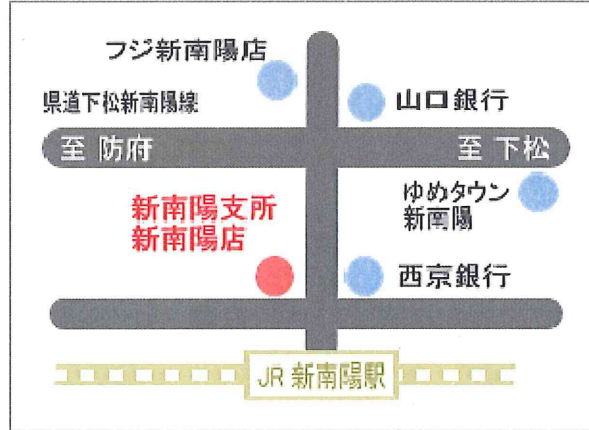 フジ新南陽店
県道下松新南陽線
山口銀行
至 防府
至 下松
新南陽支所
新南陽店
ゆめタウン
新南陽
西京銀行
JR 新南陽駅